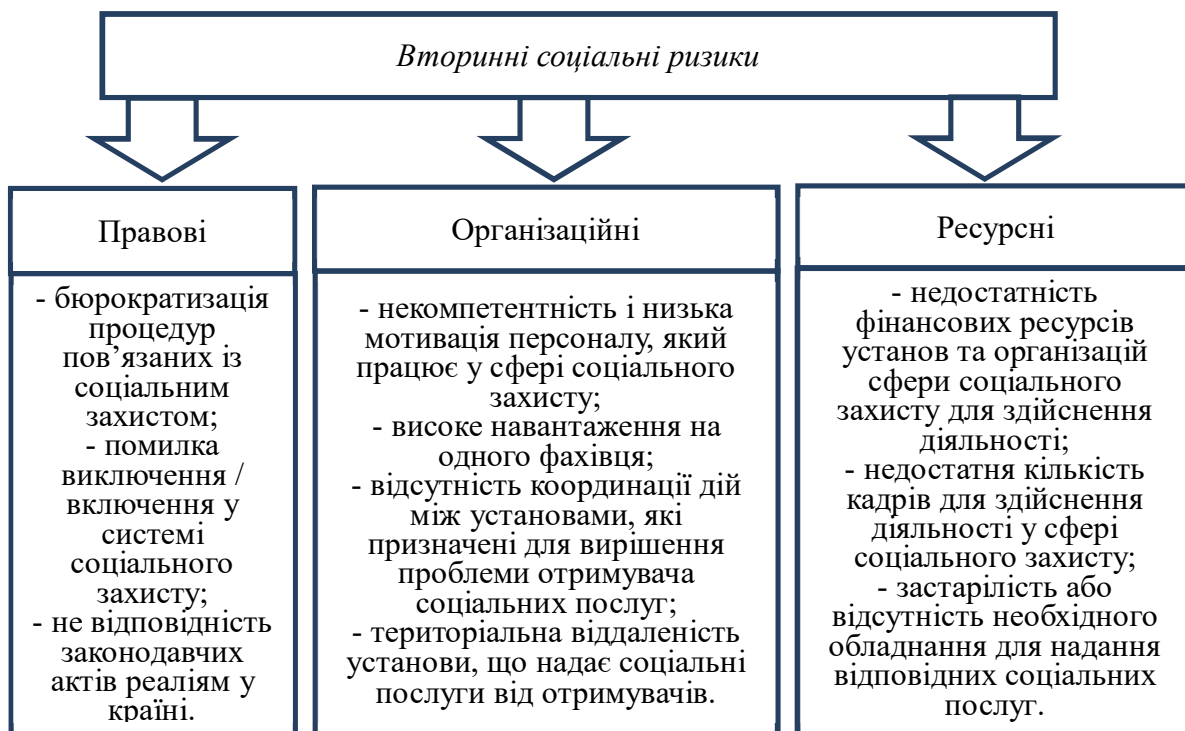 Вторинні соціальні ризики
Правові
- бюрократизація
процедур
пов’язаних із
соціальним
захистом;
- помилка
виключення /
включення у
системі
соціального
захисту;
- не відповідність
законодавчих
актів реаліям у
країні.
Організаційні
- некомпетентність і низька
мотивація персоналу, який
працює у сфері соціального
захисту;
- високе навантаження на
одного фахівця;
- відсутність координації дій
між установами, які
призначені для вирішення
проблеми отримувача
соціальних послуг;
- територіальна віддаленість
установи, що надає соціальні
послуги від отримувачів.
Ресурсні
- недостатність
фінансових ресурсів
установ та організацій
сфери соціального
захисту для здійснення
діяльності;
- недостатня кількість
кадрів для здійснення
діяльності у сфері
соціального захисту;
- застарілість або
відсутність необхідного
обладнання для надання
відповідних соціальних
послуг.